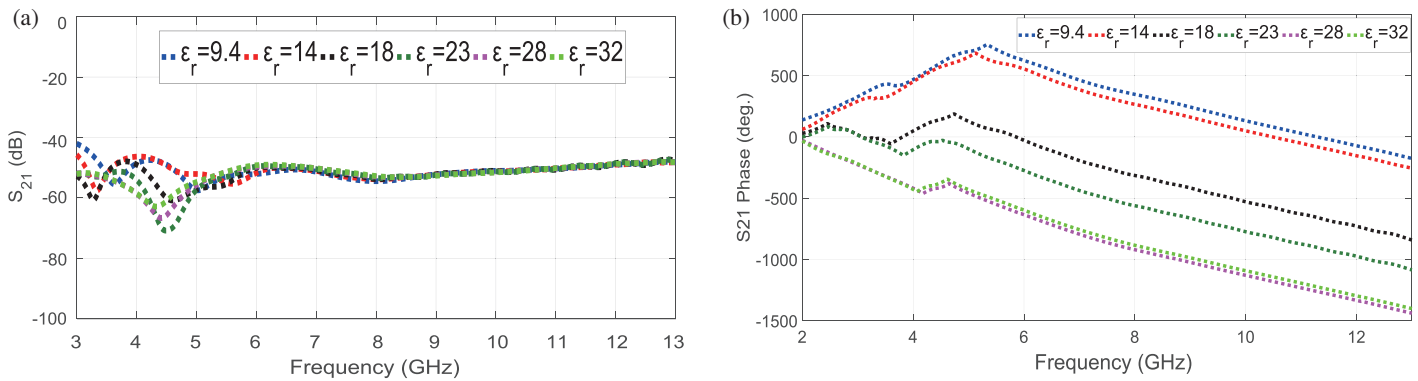 (a)
0
-20
-40
-60
-80
-100
S21 (dB)
εr=9.4 εr=14 εr=18 εr=23 εr=28 εr=32
3 4 5 6 7 8 9 10 11 12 13
Frequency (GHz)
(b)
1000
500
0
-500
-1000
-1500
S21 Phase (deg.)
εr=9.4 εr=14 εr=18 εr=23 εr=28 εr=32
2 4 6 8 10 12
Frequency (GHz)